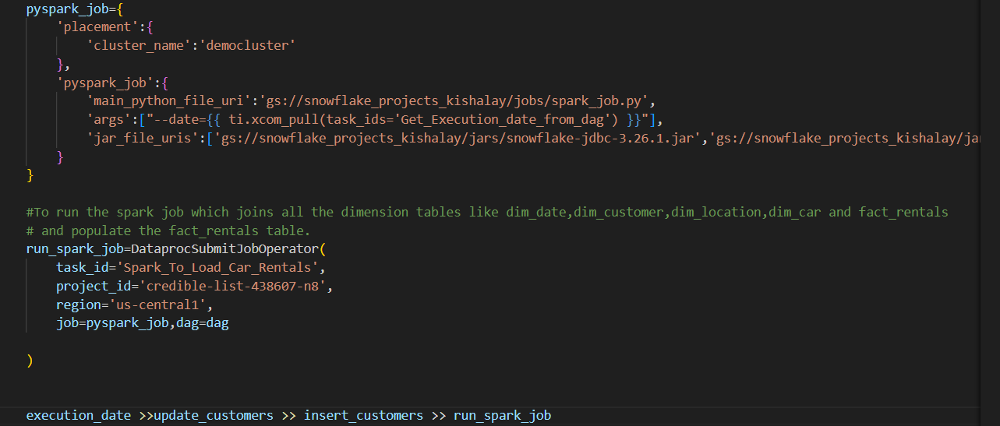 pyspark_job={
    'placement':{
        'cluster_name':'democluster'
    },
    'pyspark_job':{
        'main_python_file_uri':'gs://snowflake_projects_kishalay/jobs/spark_job.py',
        'args':["--date={{ ti.xcom_pull(task_ids='Get_Execution_date_from_dag') }}"],
        'jar_file_uris':['gs://snowflake_projects_kishalay/jars/snowflake-jdbc-3.26.1.jar','gs://snowflake_projects_kishalay/ja
    }
}
#To run the spark job which joins all the dimension tables like dim_date,dim_customer,dim_location,dim_car and fact_rentals
# and populate the fact_rentals table.
run_spark_job=DataprocSubmitJobOperator(
    task_id='Spark_To_Load_Car_Rentals',
    project_id='credible-list-438607-n8',
    region='us-central1',
    job=pyspark_job,dag=dag
)
execution_date >>update_customers >> insert_customers >> run_spark_job